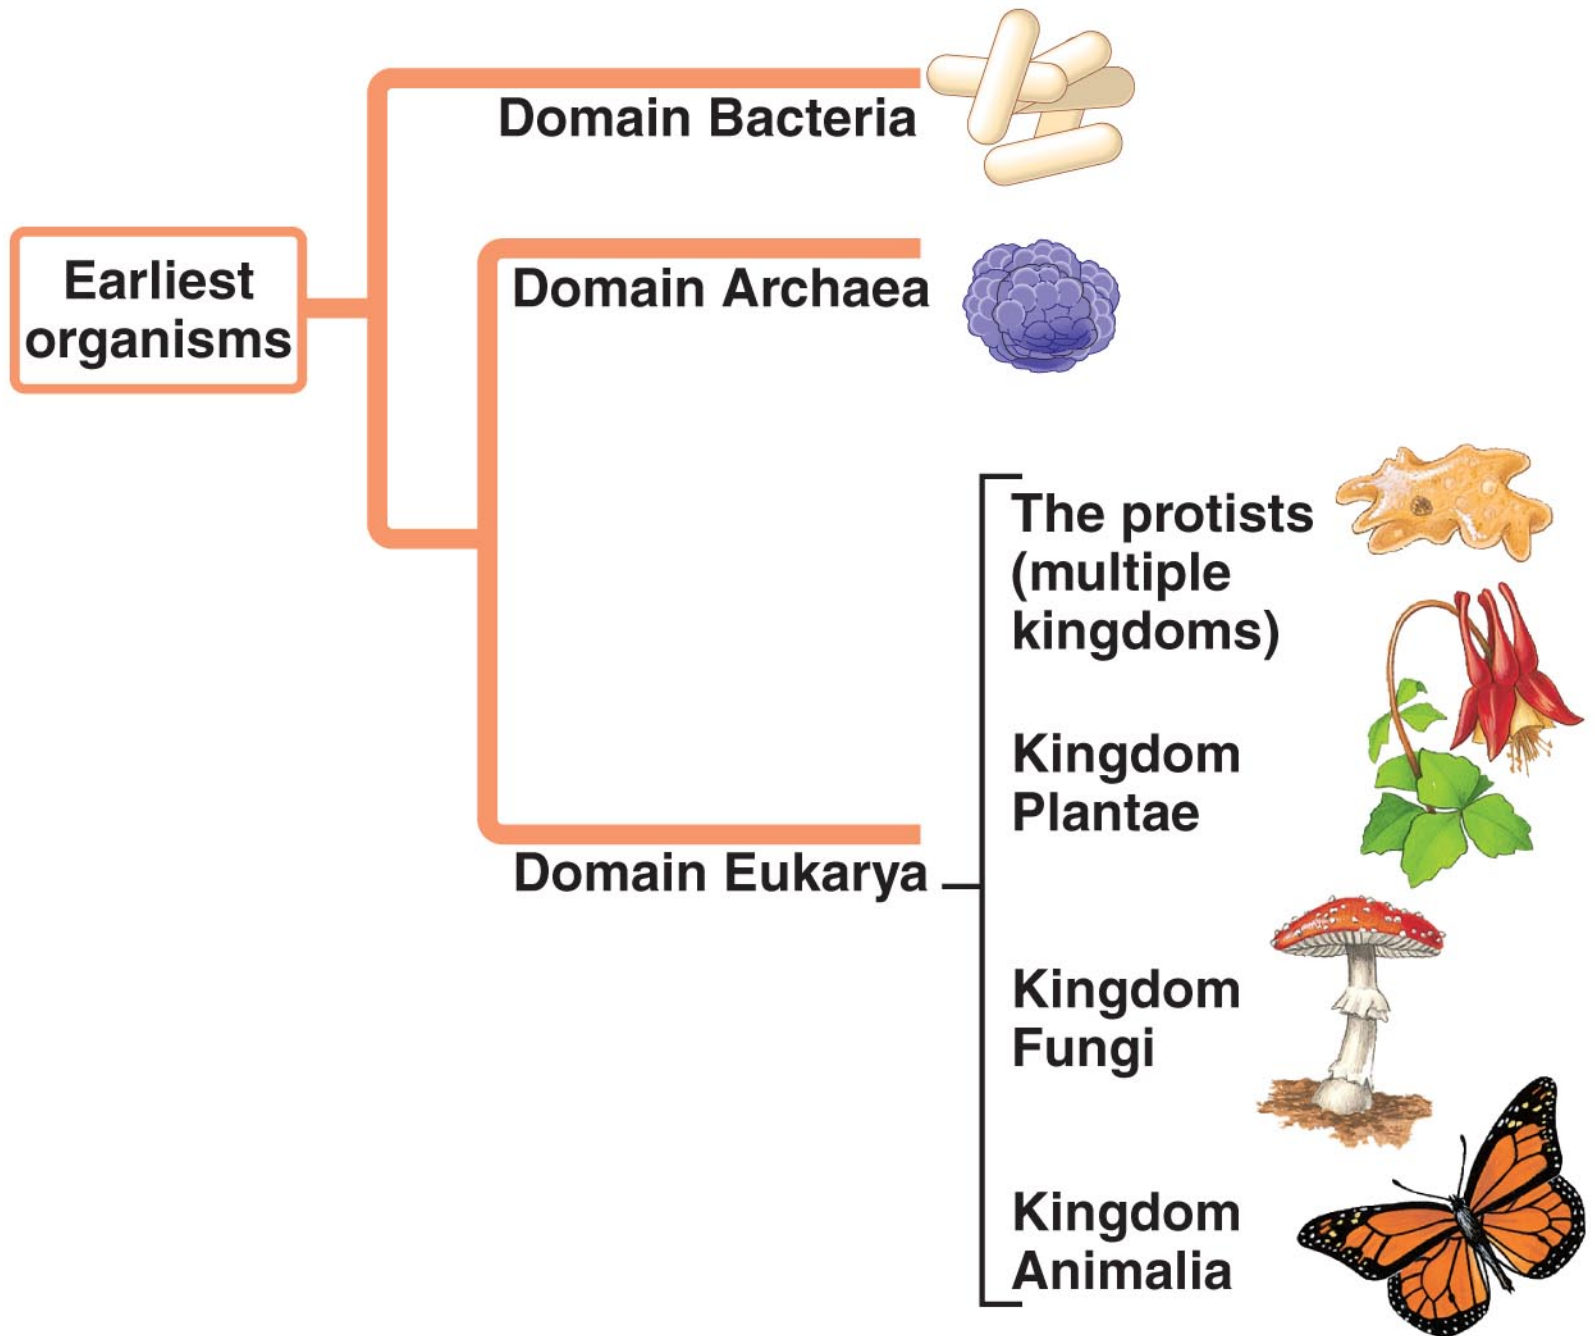 Domain Bacteria
Earliest
organisms
Domain Archaea
The protists
(multiple
kingdoms)
Kingdom
Plantae
Domain Eukarya
Kingdom
Fungi
Kingdom
Animalia